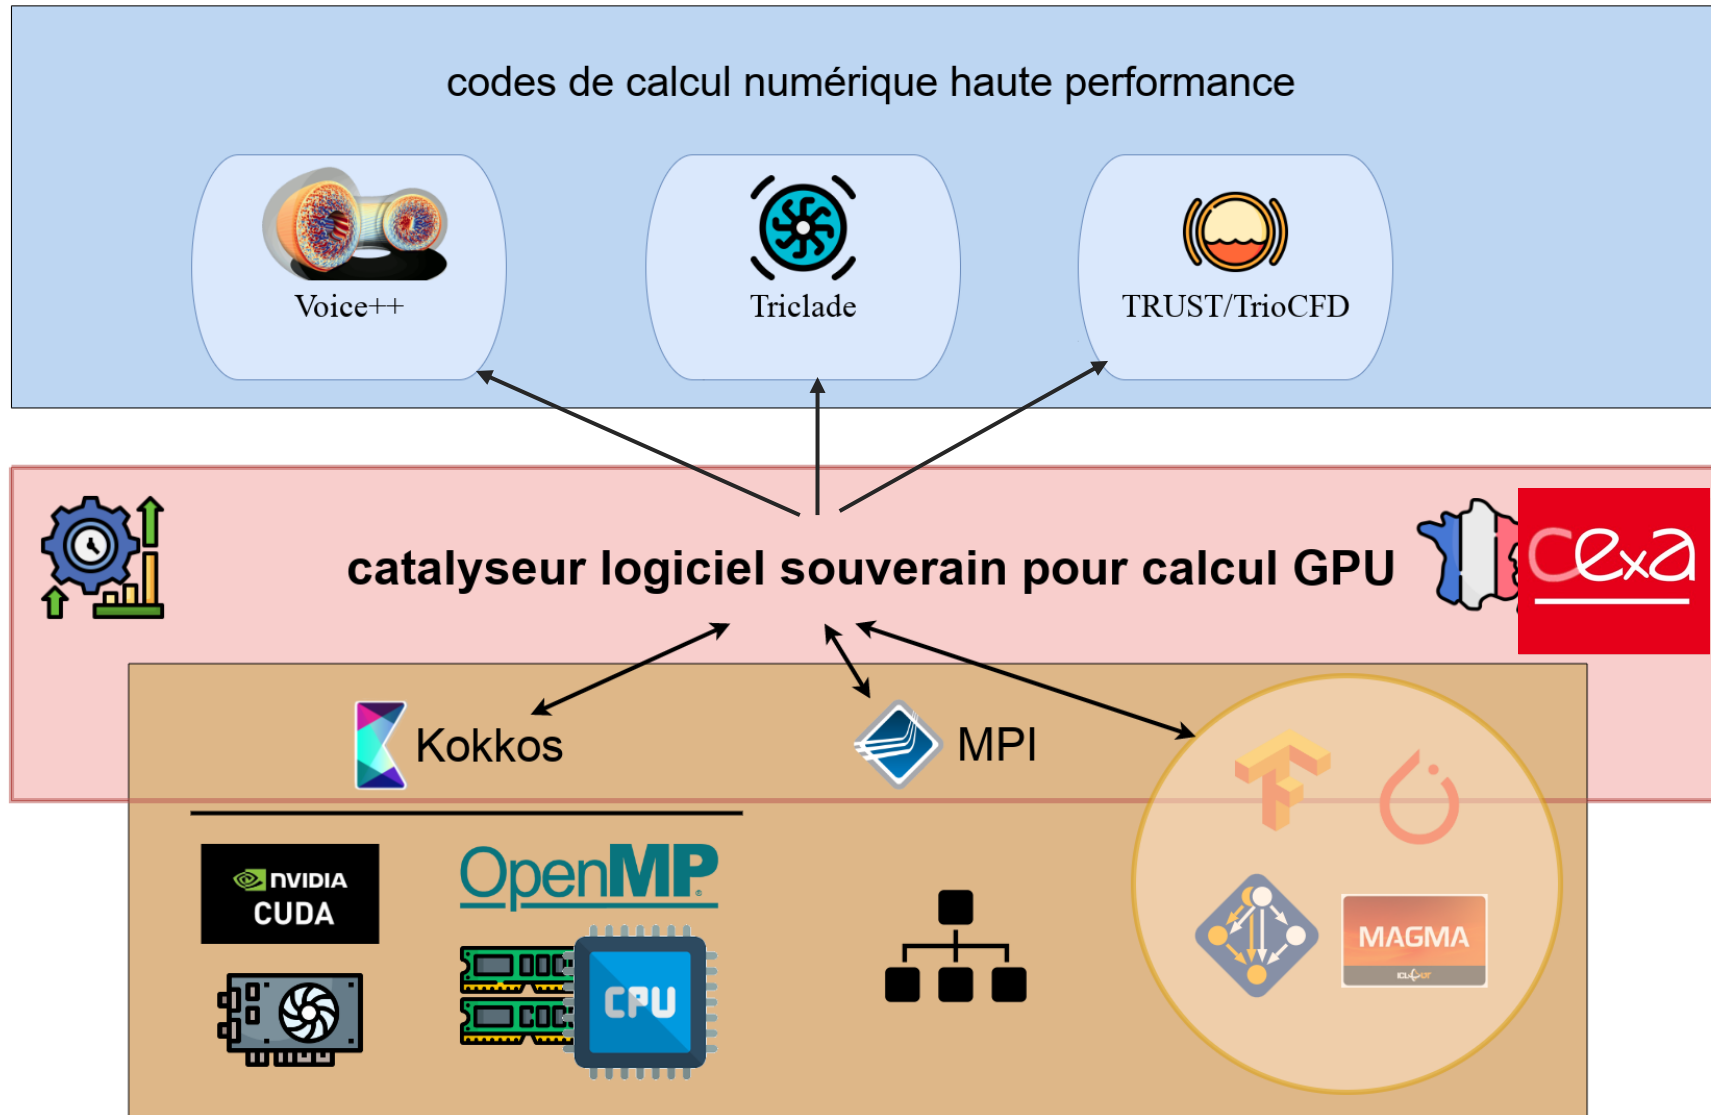 codes de calcul numérique haute performance
Voice++
Triclade
TRUST/TrioCFD
catalyseur logiciel souverain pour calcul GPU
cexa
Kokkos
MPI
NVIDIA
CUDA
OpenMP
CPU
MAGMA